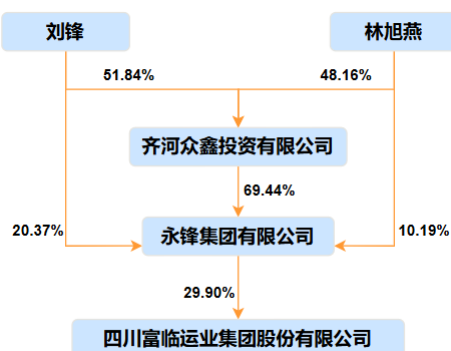 刘锋
林旭燕
51.84%
48.16%
齐河众鑫投资有限公司
69.44%
20.37%
永锋集团有限公司
10.19%
29.90%
四川富临运业集团股份有限公司